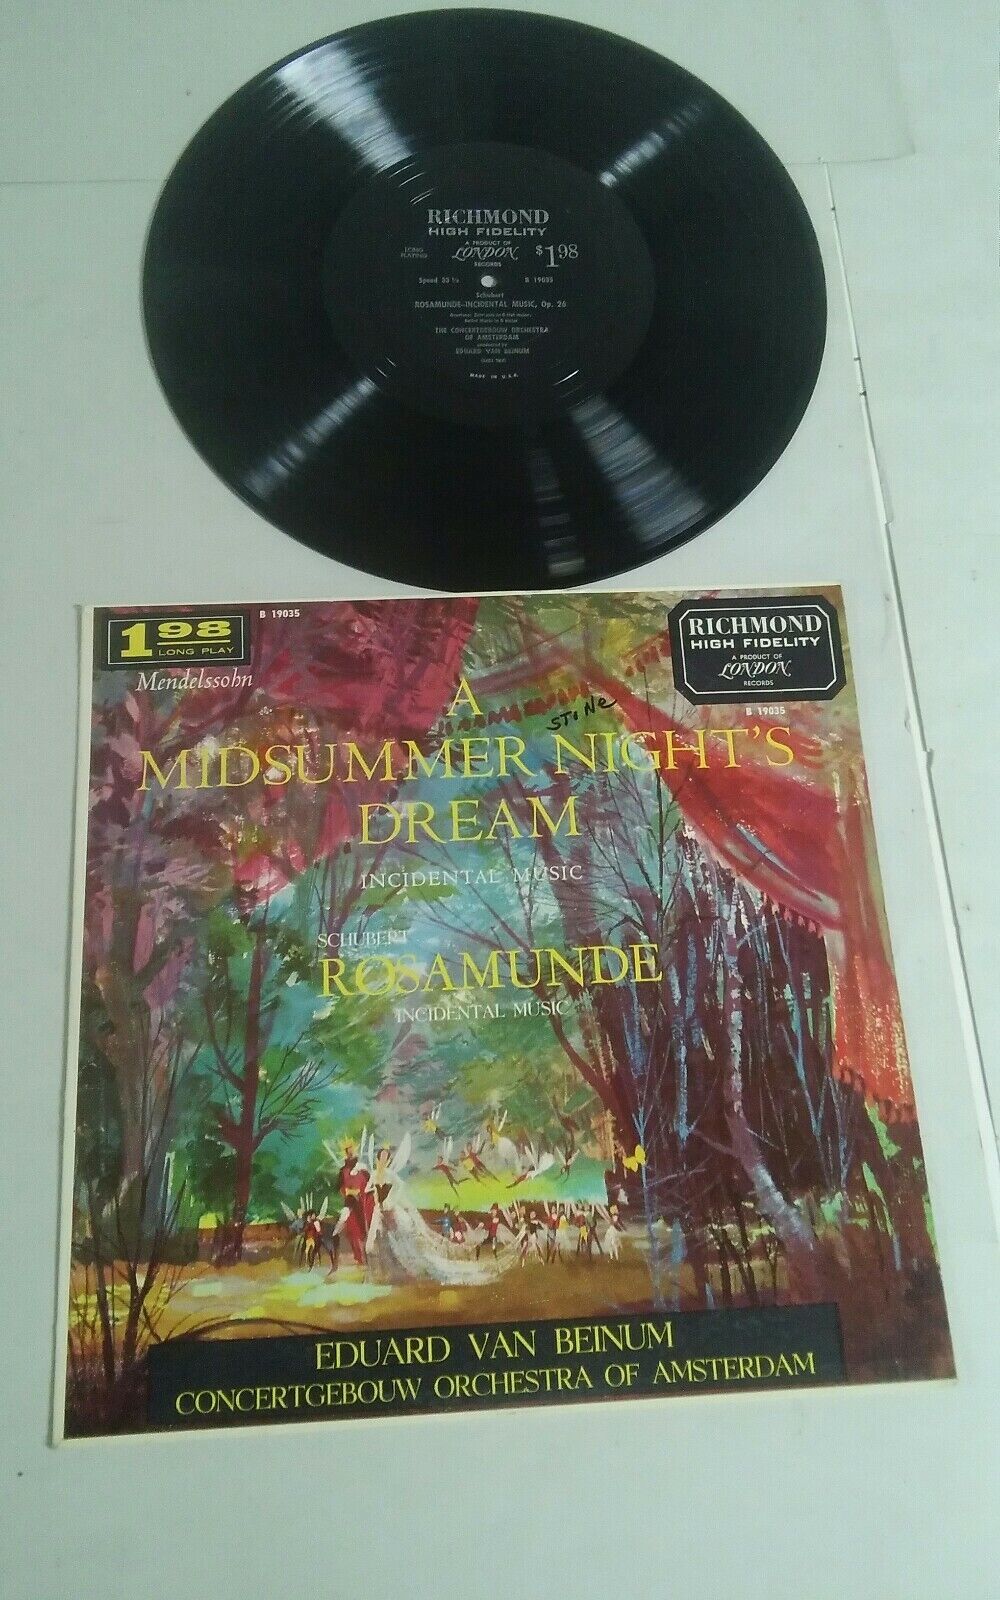 RICHMOND
HIGH FIDELITY
A PRODUCT OF
LONG PLAYING
LONDON
RECORDS
$1.98
Speed 33 1/3
B 19035
Schubert
ROSAMUNDE—INCIDENTAL MUSIC, Op. 26
THE CONCERTGEBOUW ORCHESTRA
OF AMSTERDAM
conducted by
EDUARD VAN BEINUM
MADE IN U.S.A.
B 19035
1 98
LONG PLAY
RICHMOND
HIGH FIDELITY
A PRODUCT OF
LONDON
RECORDS
B 19035
Mendelssohn
STONE
A
MIDSUMMER NIGHT'S
DREAM
INCIDENTAL MUSIC
SCHUBERT
ROSAMUNDE
INCIDENTAL MUSIC
EDUARD VAN BEINUM
CONCERTGEBOUW ORCHESTRA OF AMSTERDAM